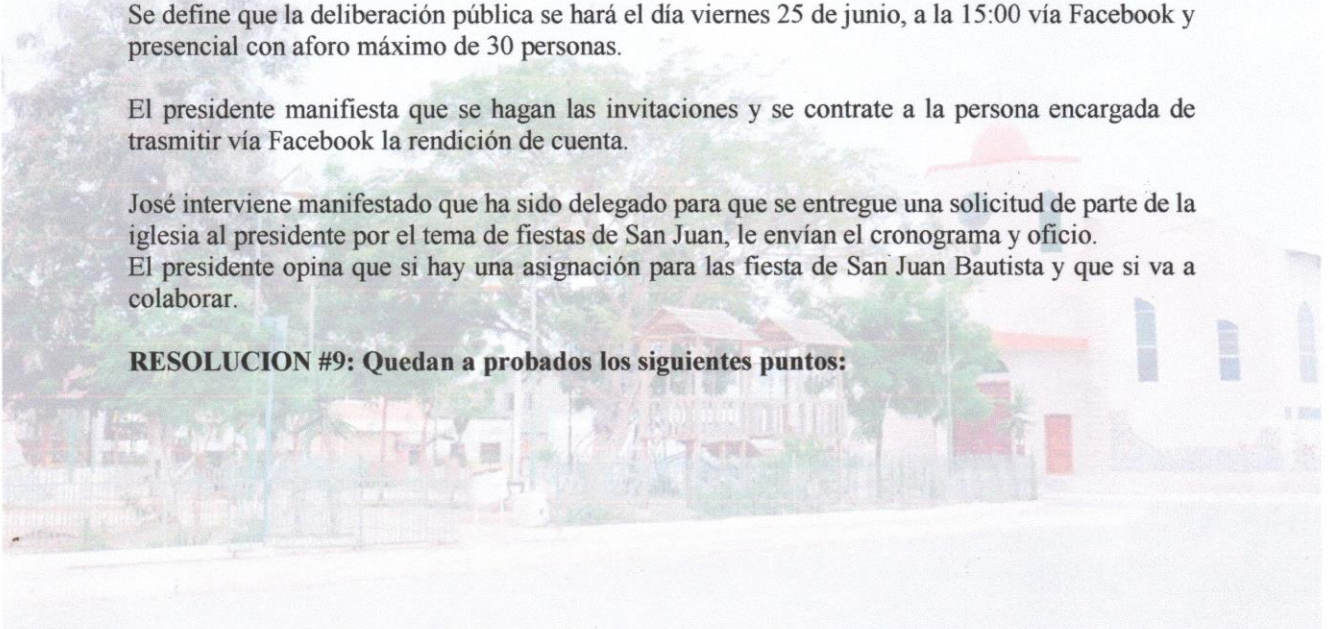 Se define que la deliberación pública se hará el día viernes 25 de junio, a la 15:00 vía Facebook y
presencial con aforo máximo de 30 personas.
El presidente manifiesta que se hagan las invitaciones y se contrate a la persona encargada de
trasmitir vía Facebook la rendición de cuenta.
José interviene manifestado que ha sido delegado para que se entregue una solicitud de parte de la
iglesia al presidente por el tema de fiestas de San Juan, le envían el cronograma y oficio.
El presidente opina que si hay una asignación para las fiesta de San Juan Bautista y que si va a
colaborar.
RESOLUCION #9: Quedan a probados los siguientes puntos: